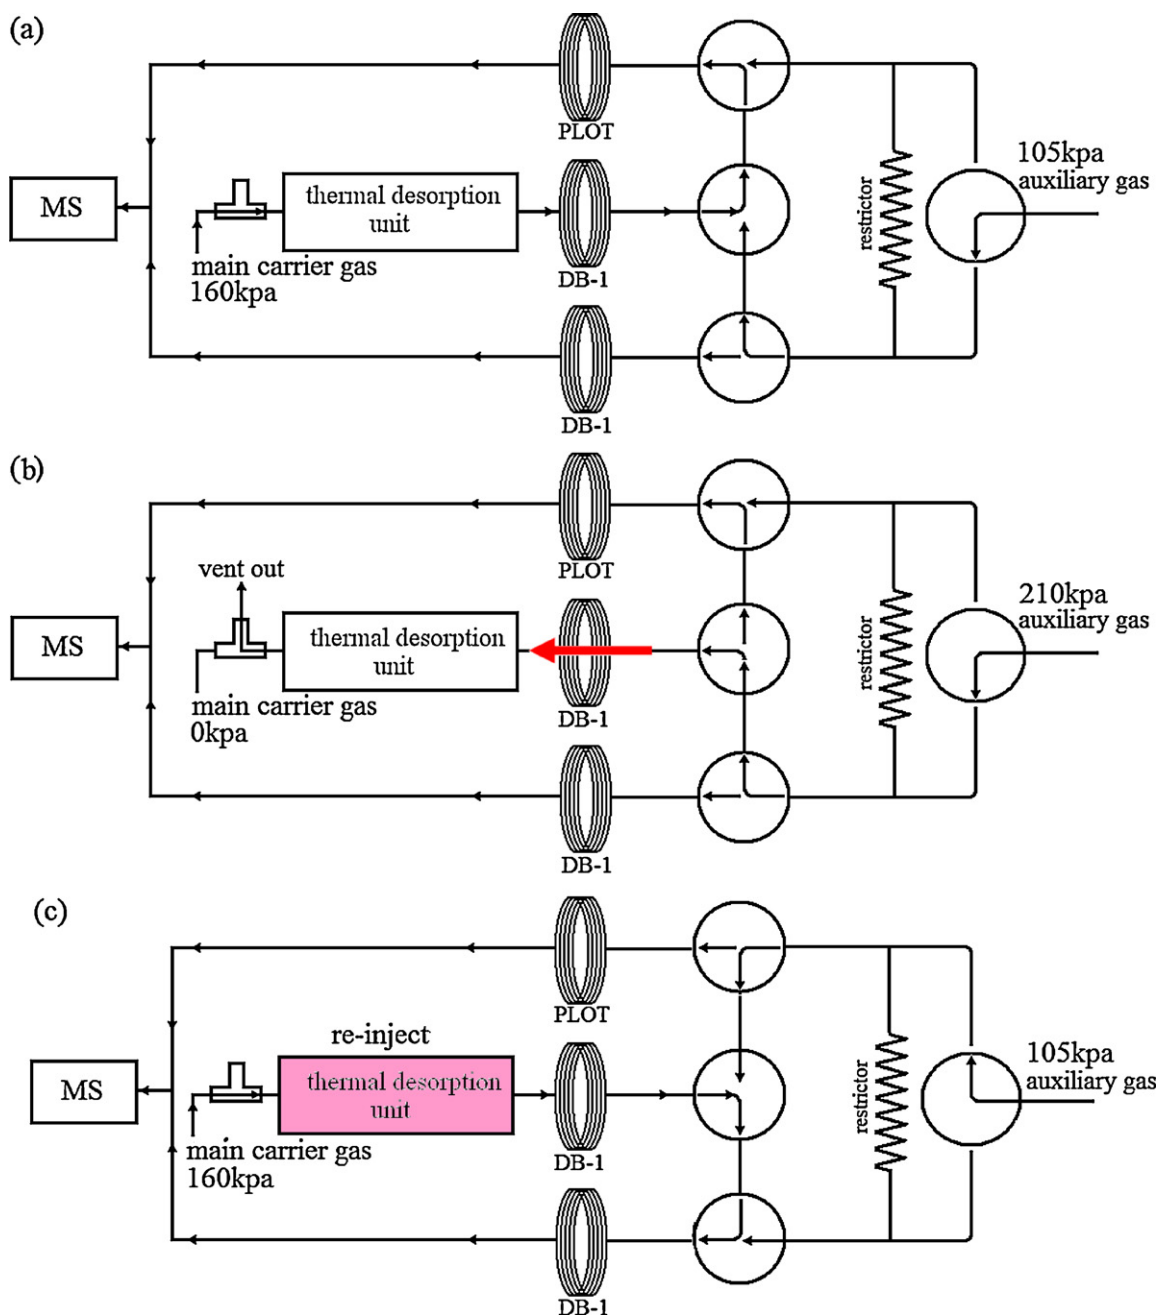 (a)
PLOT
105kpa
auxiliary gas
MS
thermal desorption
unit
restrictor
main carrier gas
160kpa
DB-1
DB-1
(b)
PLOT
vent out
210kpa
auxiliary gas
MS
thermal desorption
unit
restrictor
main carrier gas
0kpa
DB-1
DB-1
(c)
PLOT
re-inject
105kpa
auxiliary gas
MS
thermal desorption
unit
restrictor
main carrier gas
160kpa
DB-1
DB-1